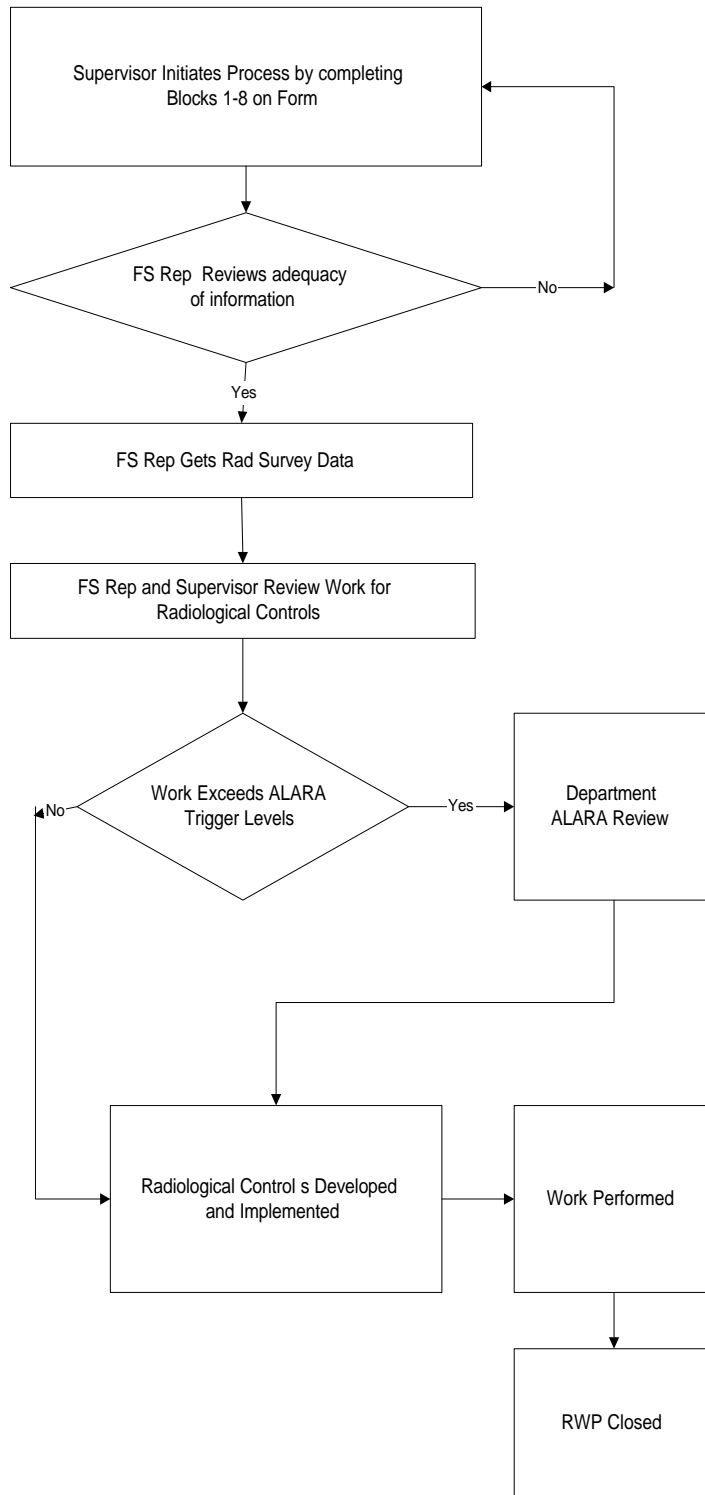 Supervisor Initiates Process by completing
Blocks 1-8 on Form
FS Rep  Reviews adequacy
of information
No
Yes
FS Rep Gets Rad Survey Data
FS Rep and Supervisor Review Work for
Radiological Controls
Work Exceeds ALARA
Trigger Levels
No
Yes
Department
ALARA Review
Radiological Control s Developed
and Implemented
Work Performed
RWP Closed